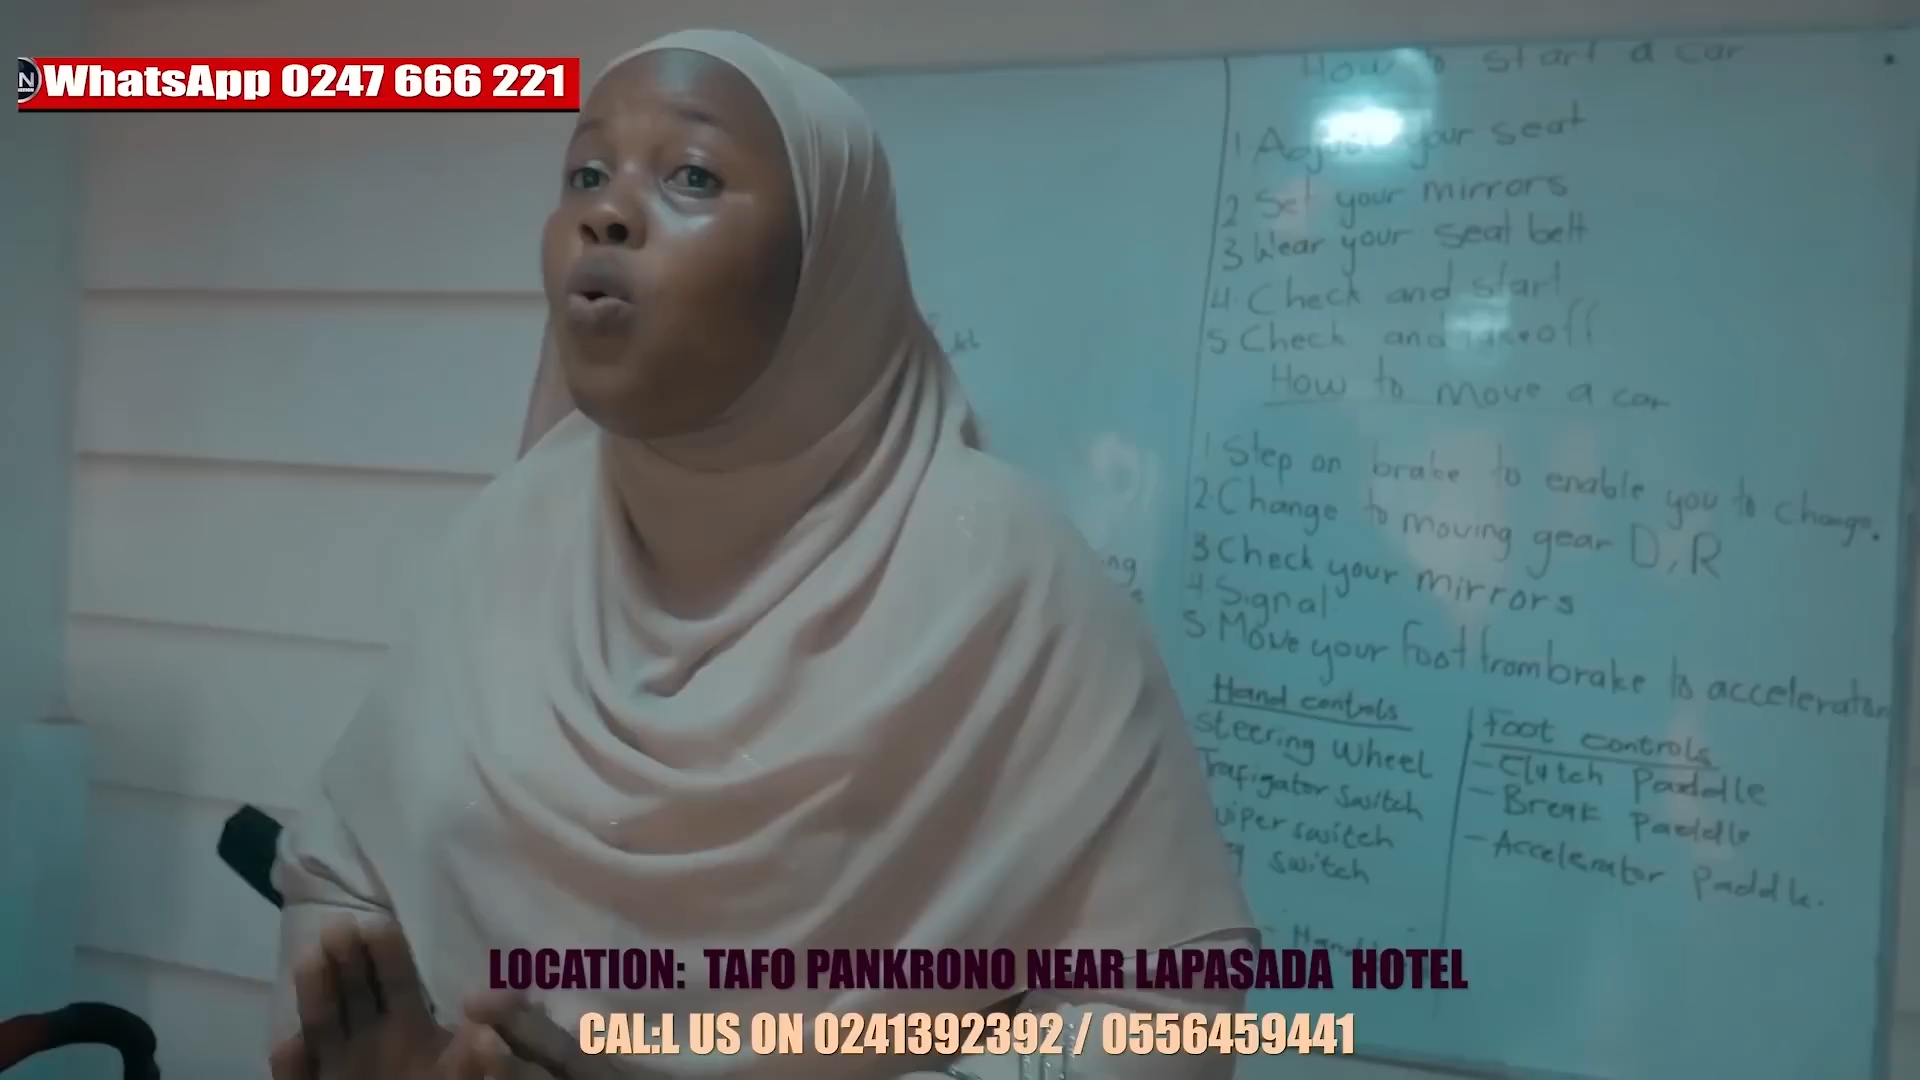 WhatsApp 0247 666 221
How to start a car
1 Adjust your seat
2 Set your mirrors
3 Wear your seat belt
4. Check and start
5 Check and takeoff
How to move a car
1 Step on brake to enable you to change.
2 Change to moving gear D, R
3 Check your mirrors
4 Signal
5. Move your foot from brake to accelerator
Hand controls
Steering Wheel
Trafigator Switch
wiper switch
switch
Foot controls
- Clutch Paddle
- Break Paddle
- Accelerator Paddle.
LOCATION: TAFO PANKRONO NEAR LAPASADA HOTEL
CAL:L US ON 0241392392 / 0556459441